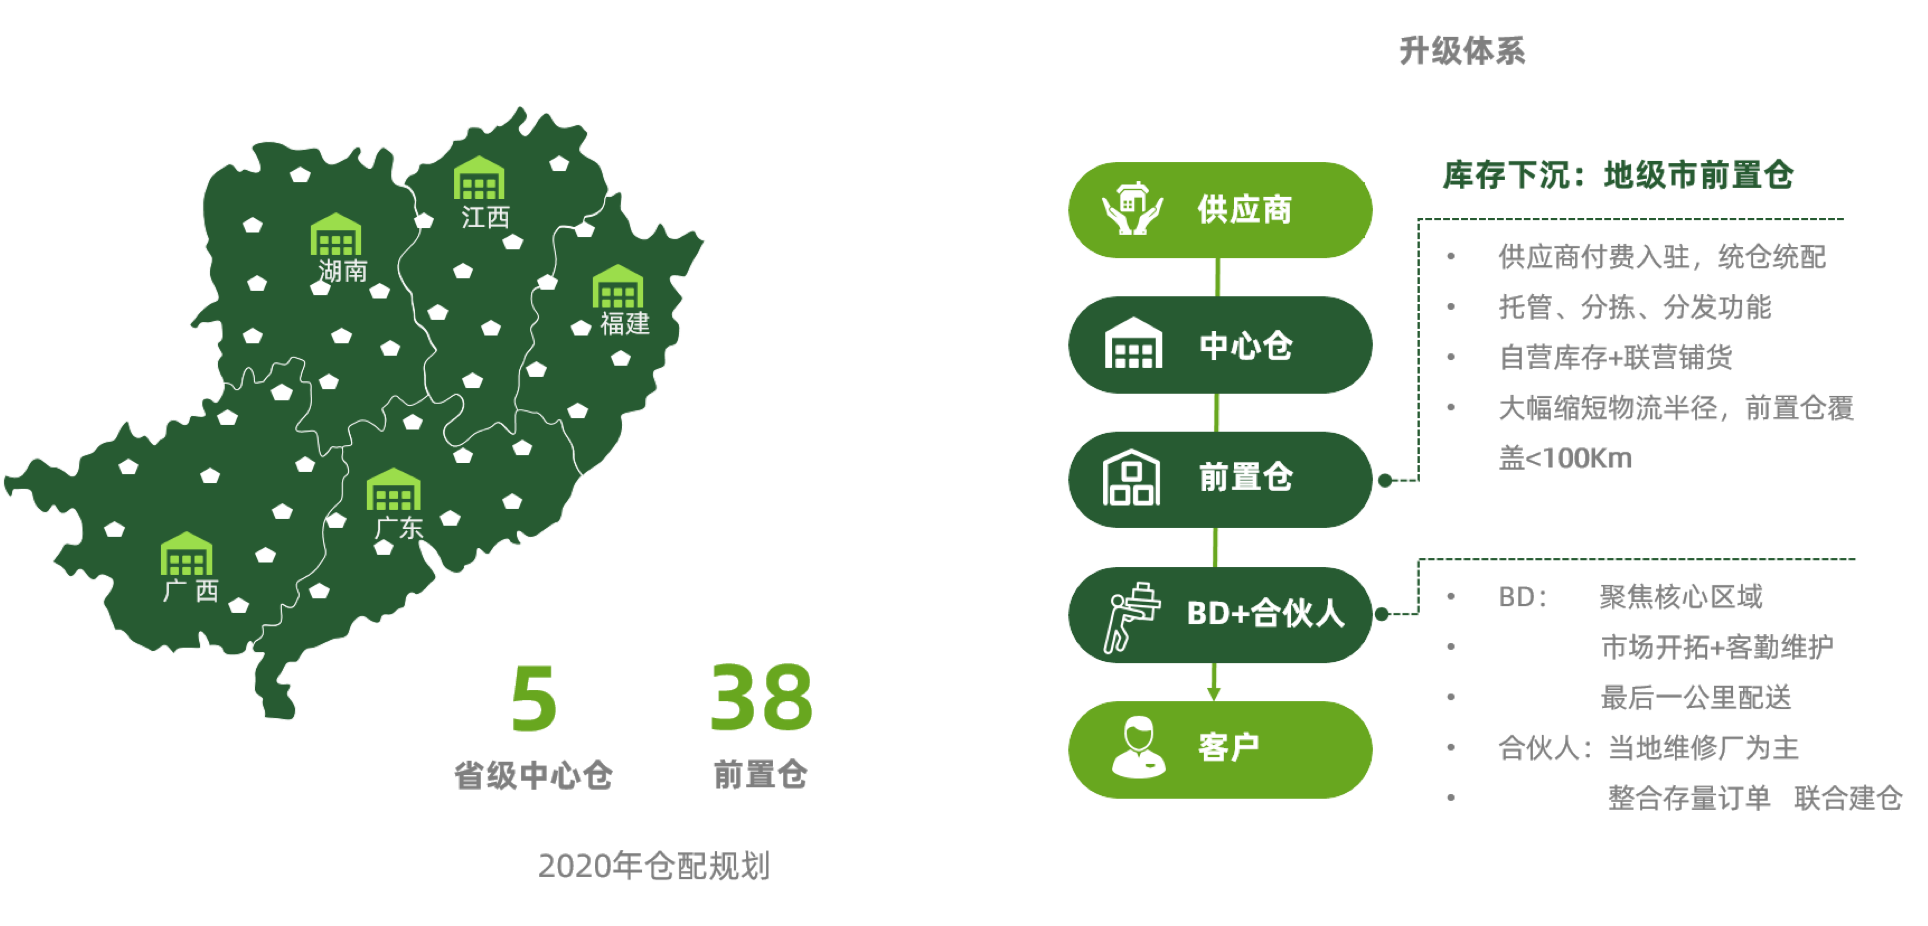 升级体系
江西
湖南
福建
广东
广 西
5
38
省级中心仓
前置仓
2020年仓配规划
供应商
中心仓
前置仓
BD+合伙人
客户
库存下沉：地级市前置仓
• 供应商付费入驻，统仓统配
• 托管、分拣、分发功能
• 自营库存+联营铺货
• 大幅缩短物流半径，前置仓覆
盖<100Km
• BD： 聚焦核心区域
• 市场开拓+客勤维护
• 最后一公里配送
• 合伙人：当地维修厂为主
• 整合存量订单 联合建仓